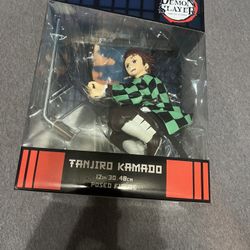 DEMON
SLAYER
TANJIRO KAMADO
12in/30.48cm
POSED FIGURE